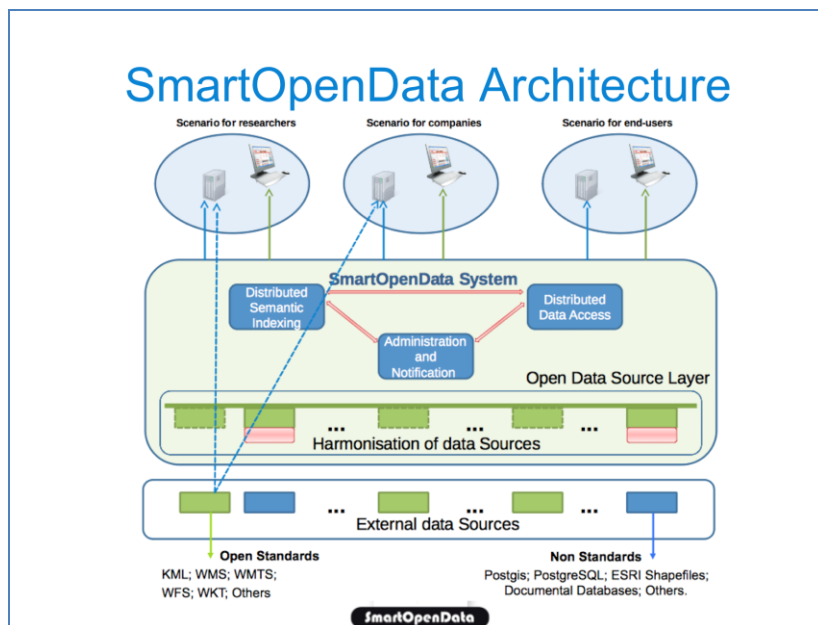 SmartOpenData Architecture
Scenario for researchers
Scenario for companies
Scenario for end-users
SmartOpenData System
Distributed
Semantic
Indexing
Distributed
Data Access
Administration
and
Notification
Open Data Source Layer
...
...
...
Harmonisation of data Sources
...
...
...
External data Sources
Open Standards
KML; WMS; WMTS;
WFS; WKT; Others
Non Standards
Postgis; PostgreSQL; ESRI Shapefiles;
Documental Databases; Others.
SmartOpenData